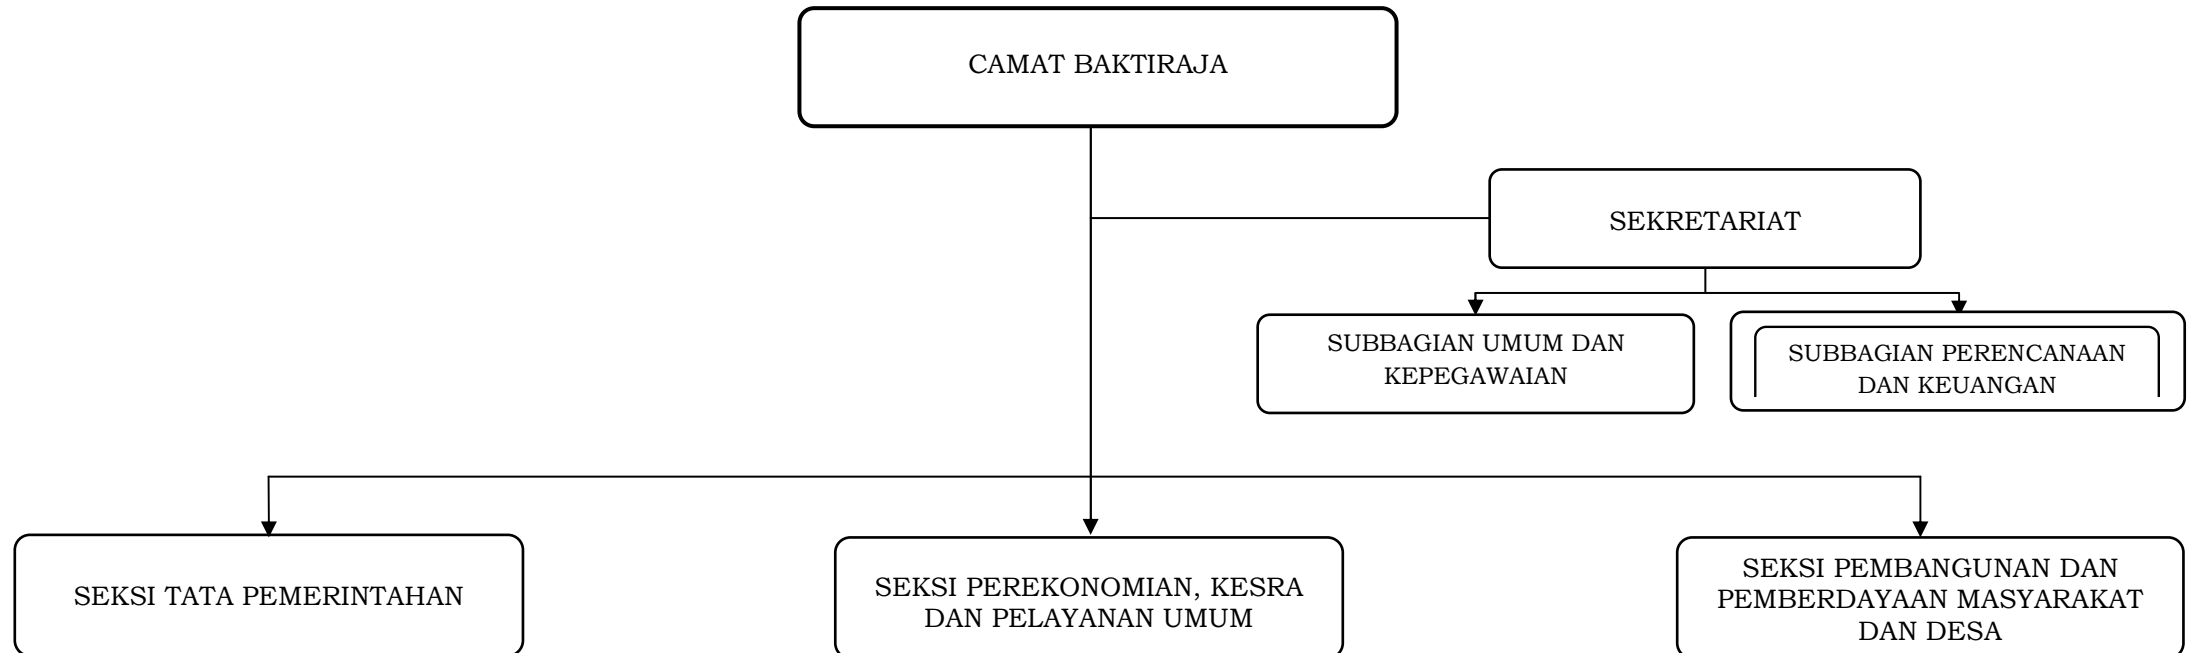 CAMAT BAKTIRAJA
SEKRETARIAT
SUBBAGIAN UMUM DAN
KEPEGAWAIAN
SUBBAGIAN PERENCANAAN
DAN KEUANGAN
SEKSI TATA PEMERINTAHAN
SEKSI PEREKONOMIAN, KESRA
DAN PELAYANAN UMUM
SEKSI PEMBANGUNAN DAN
PEMBERDAYAAN MASYARAKAT
DAN DESA